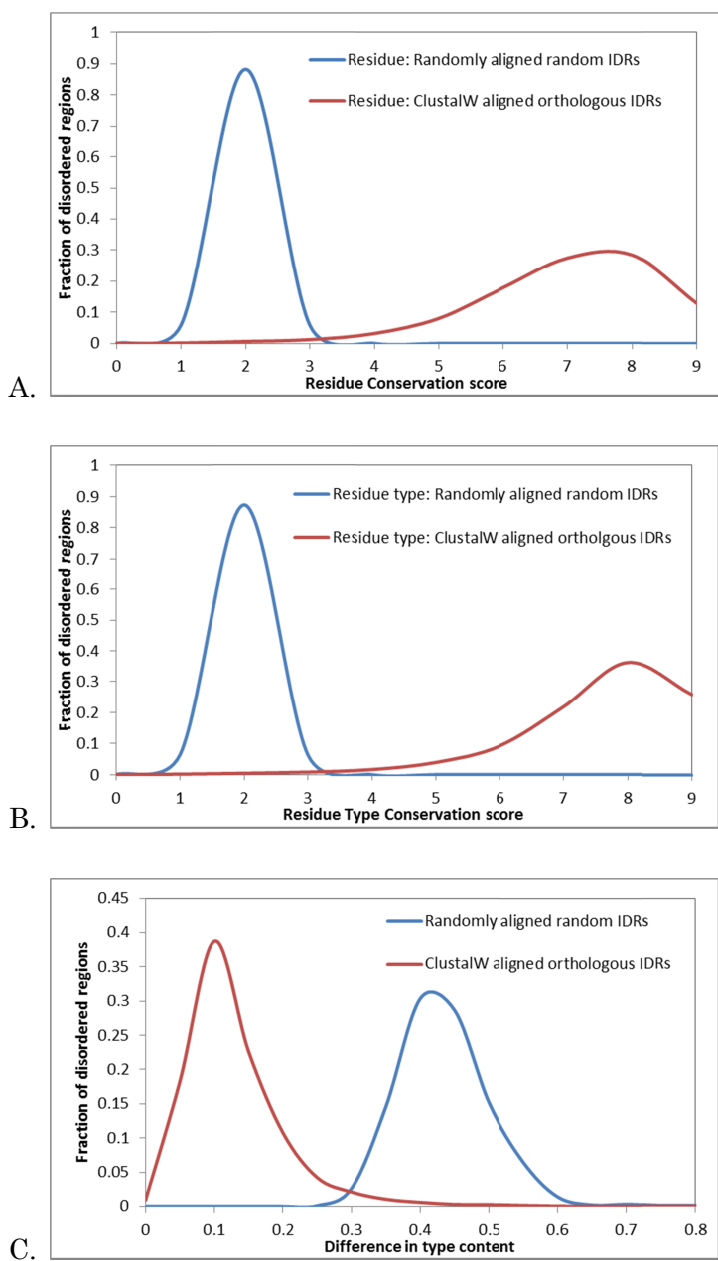 1
0.9
0.8
0.7
0.6
0.5
0.4
0.3
0.2
0.1
0
Fraction of disordered regions
Residue: Randomly aligned random IDRs
Residue: ClustalW aligned orthologous IDRs
0 1 2 3 4 5 6 7 8 9
Residue Conservation score
A.
1
0.9
0.8
0.7
0.6
0.5
0.4
0.3
0.2
0.1
0
Fraction of disordered regions
Residue type: Randomly aligned random IDRs
Residue type: ClustalW aligned ortholgous IDRs
0 1 2 3 4 5 6 7 8 9
Residue Type Conservation score
B.
0.45
0.4
0.35
0.3
0.25
0.2
0.15
0.1
0.05
0
Fraction of disordered regions
Randomly aligned random IDRs
ClustalW aligned orthologous IDRs
0 0.1 0.2 0.3 0.4 0.5 0.6 0.7 0.8
Difference in type content
C.